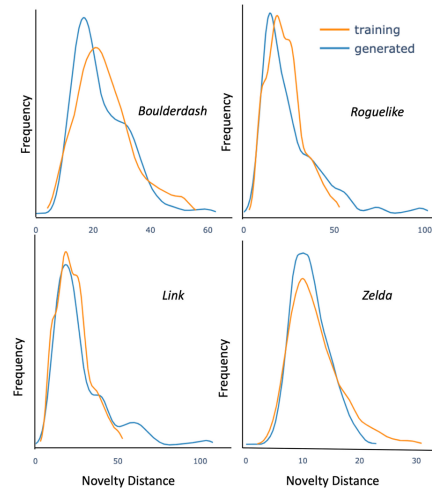 training
generated
Boulderdash
Roguelike
Frequency
Frequency
0 20 40 60
0 50 100
Link
Zelda
Frequency
Frequency
0 50 100
0 10 20 30
Novelty Distance
Novelty Distance